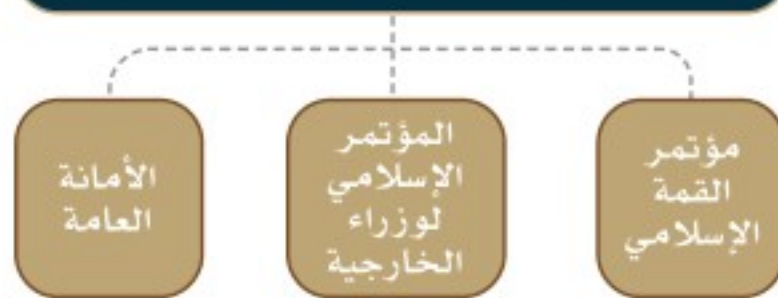 مؤتمر
القمة
الإسلامي
المؤتمر
الإسلامي
لوزراء
الخارجية
الأمانة
العامة